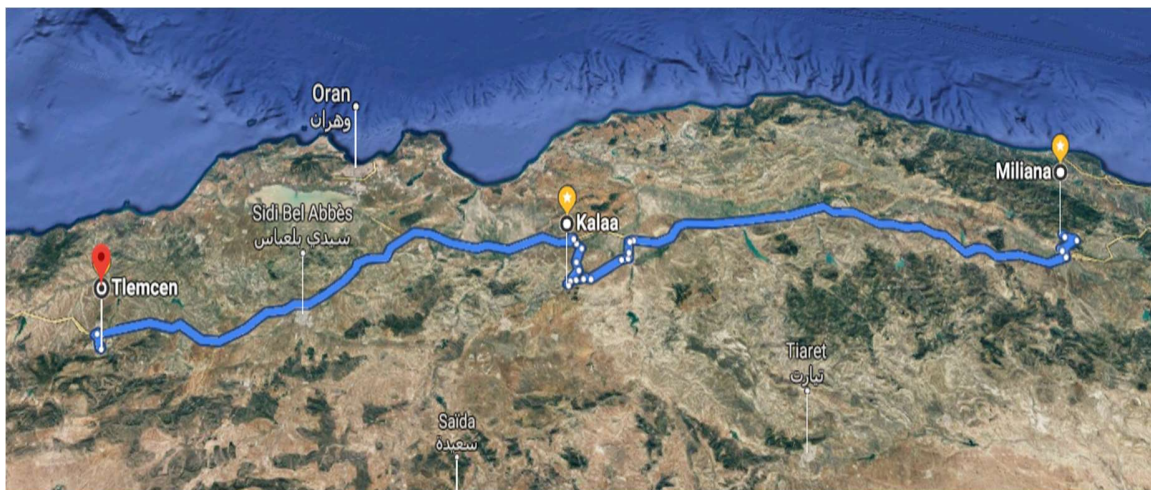 Oran
وهران
Miliana
Sidi Bel Abbès
سيدي بلعباس
Kalaa
Tlemcen
Tiaret
تيارت
Saïda
سعيدة